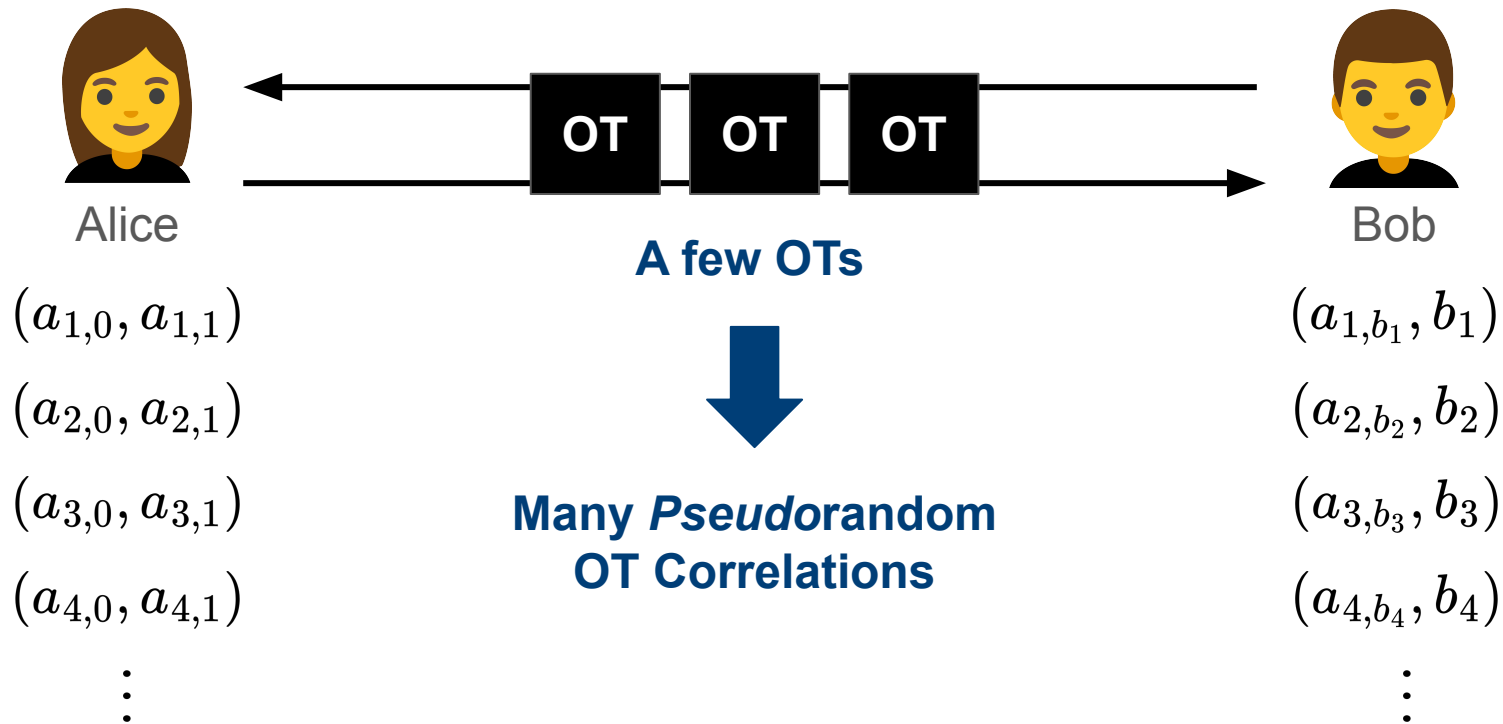 OT OT OT
Alice
Bob
A few OTs
(a_{1,0}, a_{1,1})
(a_{1,b_1}, b_1)
(a_{2,0}, a_{2,1})
(a_{2,b_2}, b_2)
(a_{3,0}, a_{3,1})
Many Pseudorandom
(a_{3,b_3}, b_3)
OT Correlations
(a_{4,0}, a_{4,1})
(a_{4,b_4}, b_4)
⋮
⋮